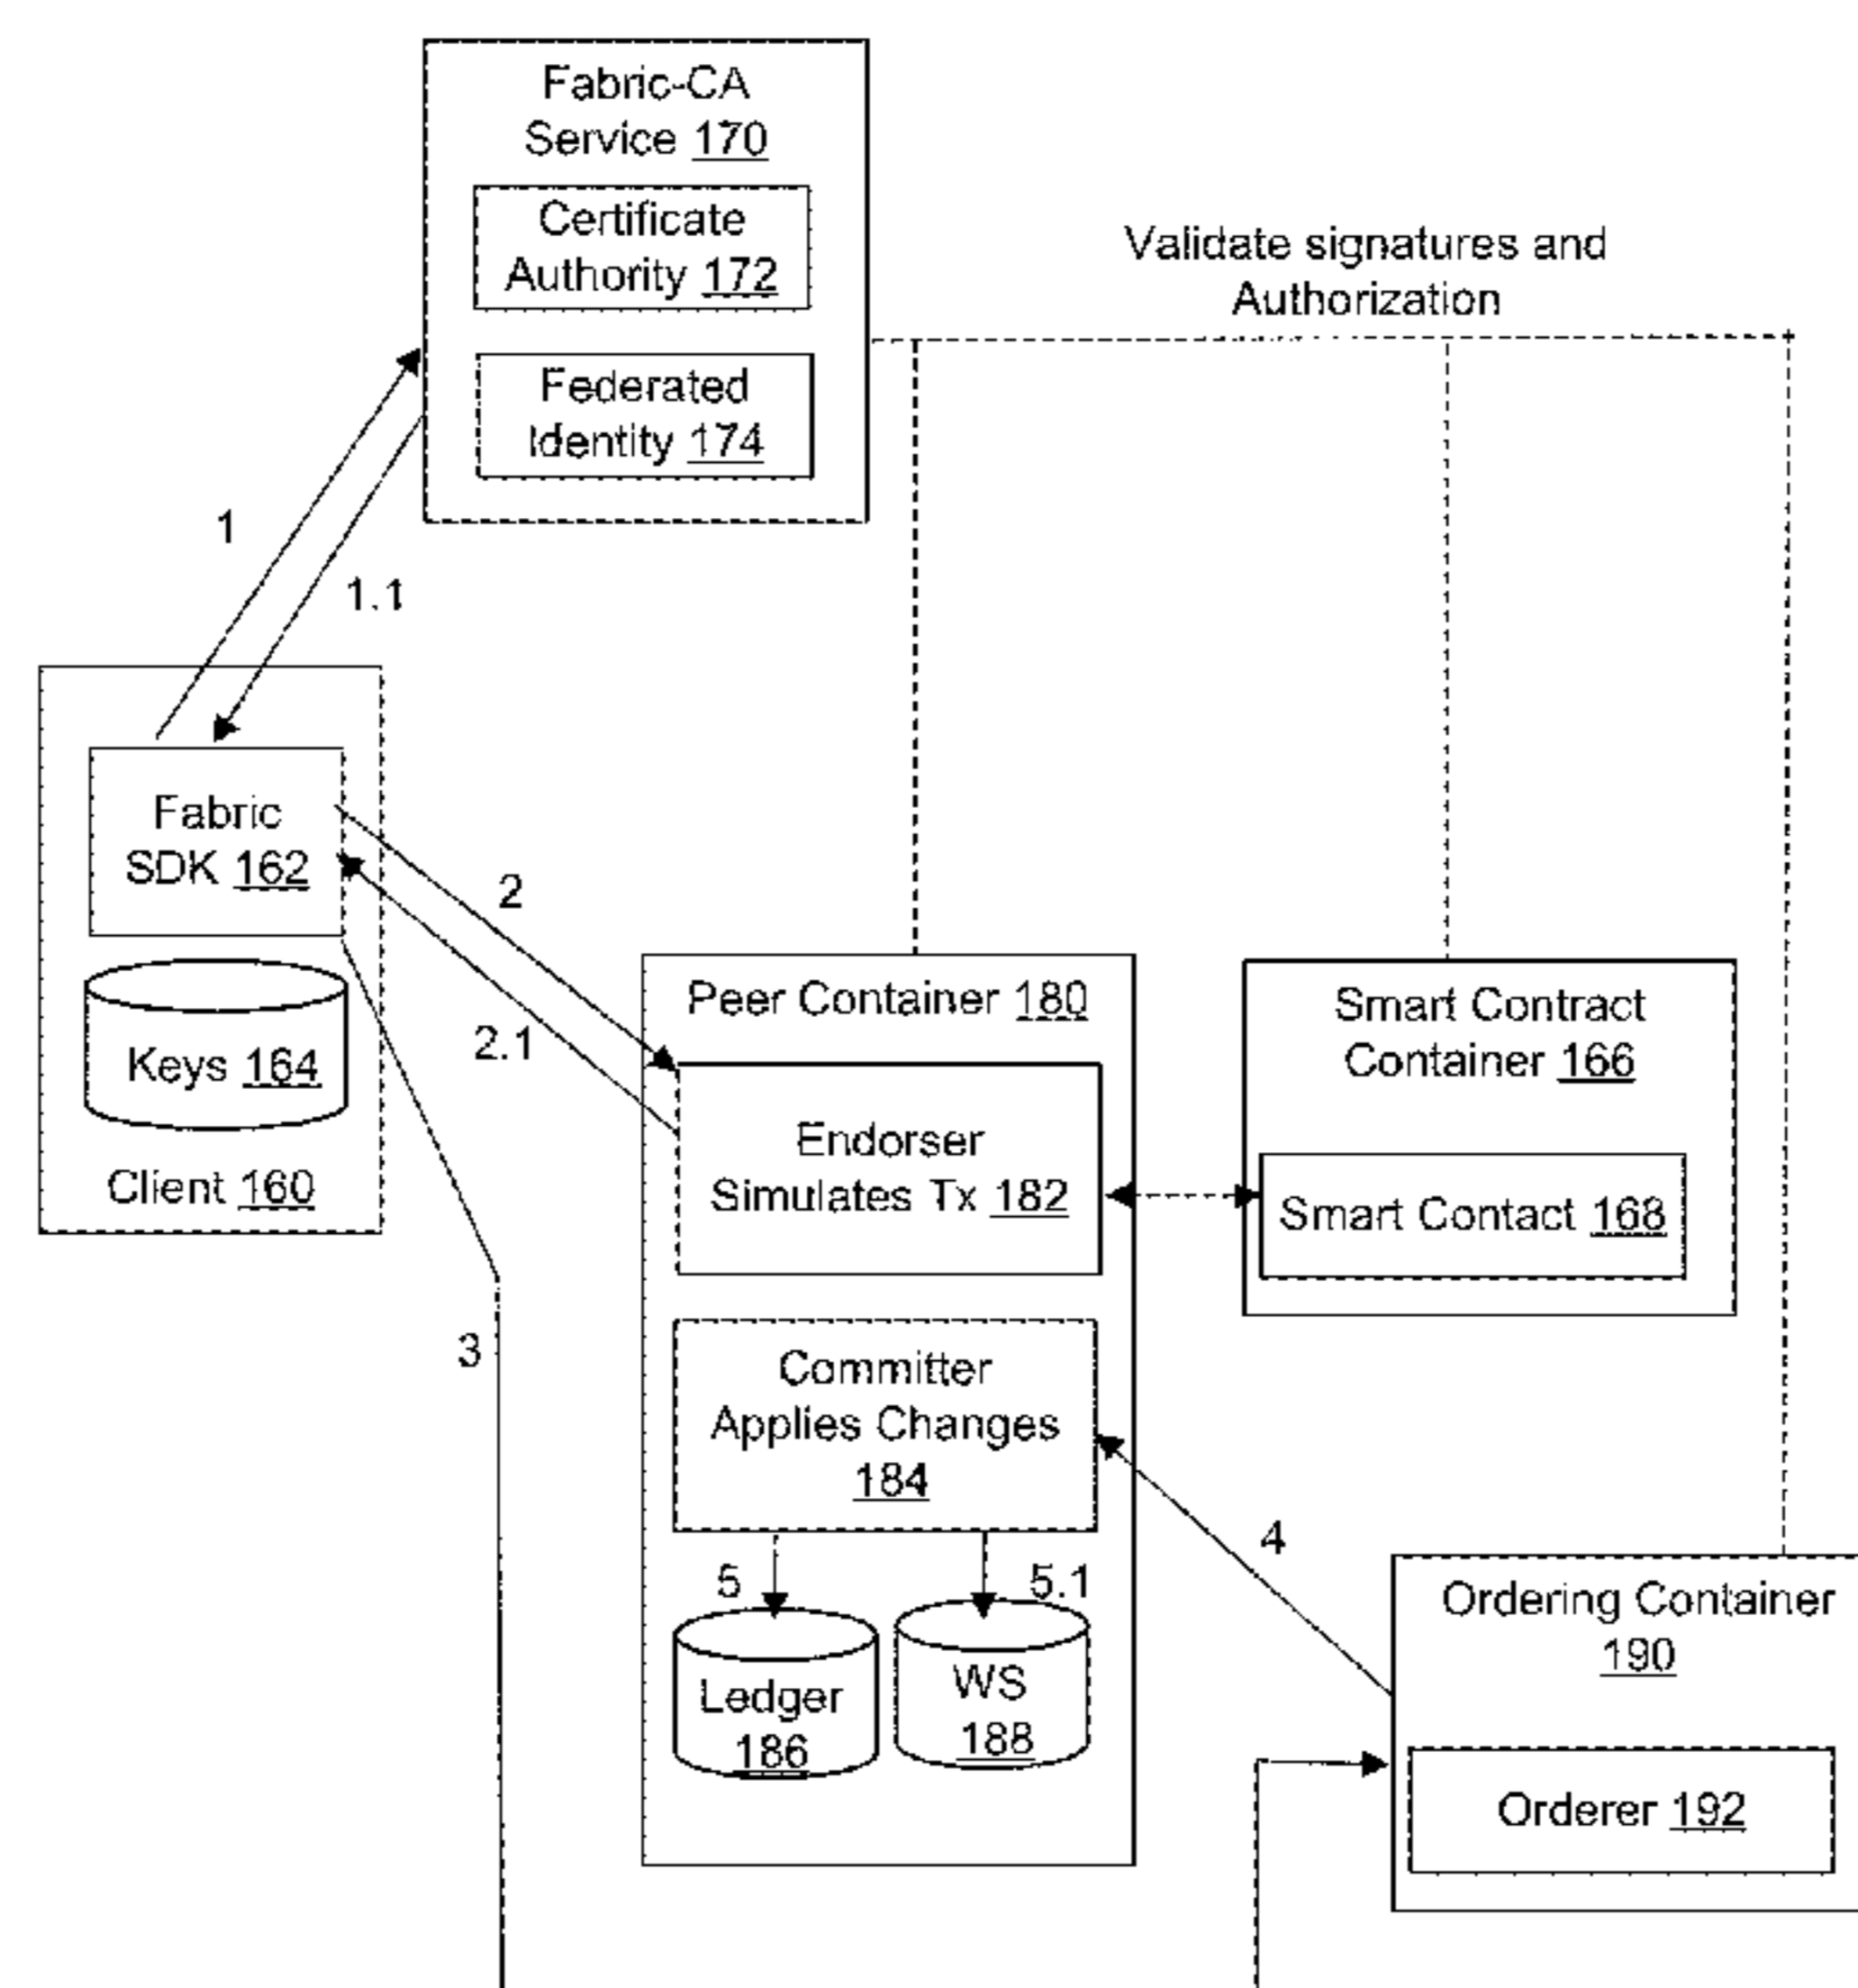 Fabric-CA
Service 170
Certificate
Authority 172
Federated
Identity 174
Validate signatures and
Authorization
1
1.1
Fabric
SDK 162
Keys 164
Client 160
2
2.1
3
Peer Container 180
Endorser
Simulates Tx 182
Committer
Applies Changes
184
5
5.1
Ledger
186
WS
188
Smart Contract
Container 166
Smart Contact 168
4
Ordering Container
190
Orderer 192